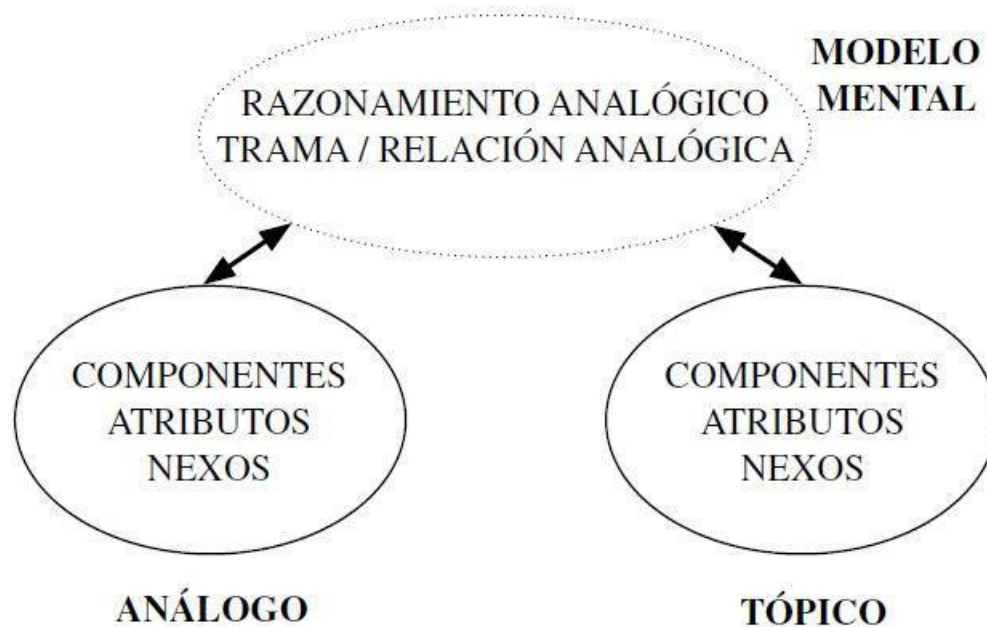 MODELO
MENTAL
RAZONAMIENTO ANALÓGICO
TRAMA / RELACIÓN ANALÓGICA
COMPONENTES
ATRIBUTOS
NEXOS
COMPONENTES
ATRIBUTOS
NEXOS
ANÁLOGO
TÓPICO